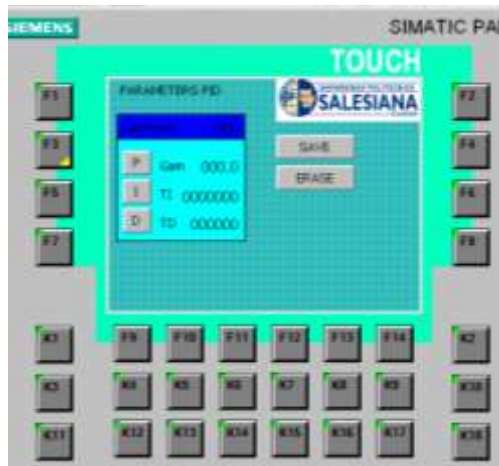 SIEMENS
SIMATIC PA
TOUCH
PARAMETERS PID
SALESIANA
SAVE
ERASE
P Gain 000.0
I TI 0000000
D TD 000000
F1
F2
F3
F4
F5
F6
F7
F8
F9 F10 F11 F12 F13 F14
K1
K2
K3
K4 K5 K6 K7 K8 K9
K10
K11
K12 K13 K14 K15 K16 K17
K18